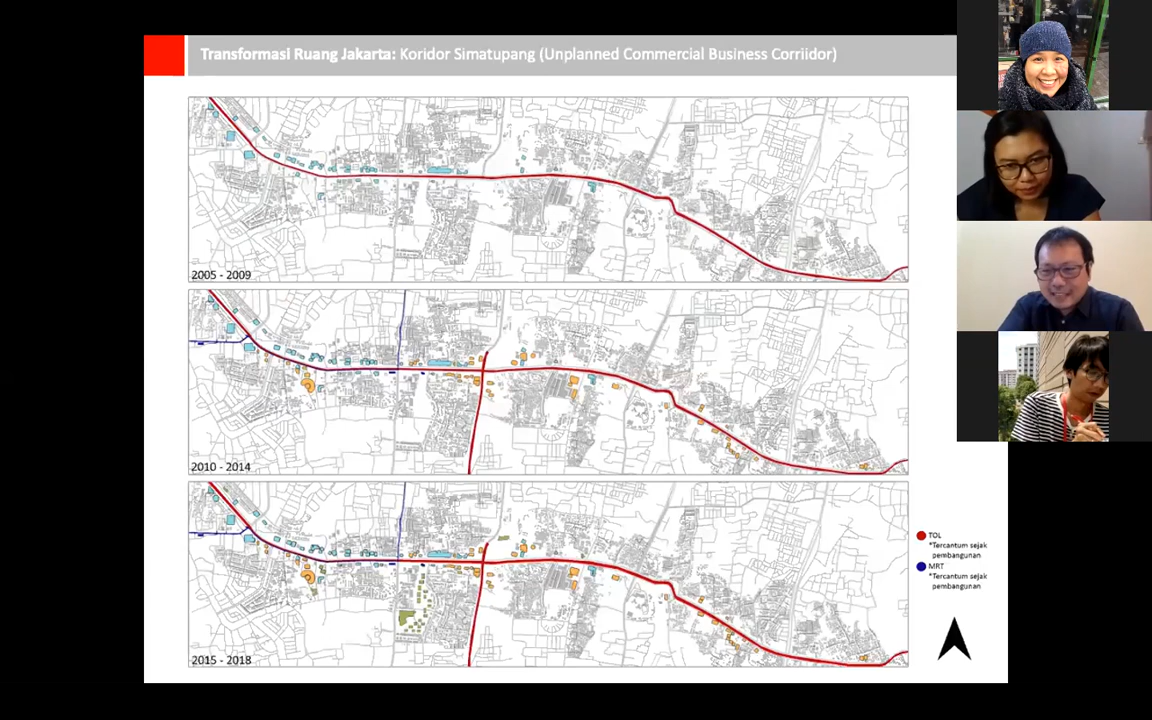 Transformasi Ruang Jakarta: Koridor Simatupang (Unplanned Commercial Business Corriidor)
2005 - 2009
2010 - 2014
2015 - 2018
TOL
*Tercantum sejak
pembangunan
MRT
*Tercantum sejak
pembangunan